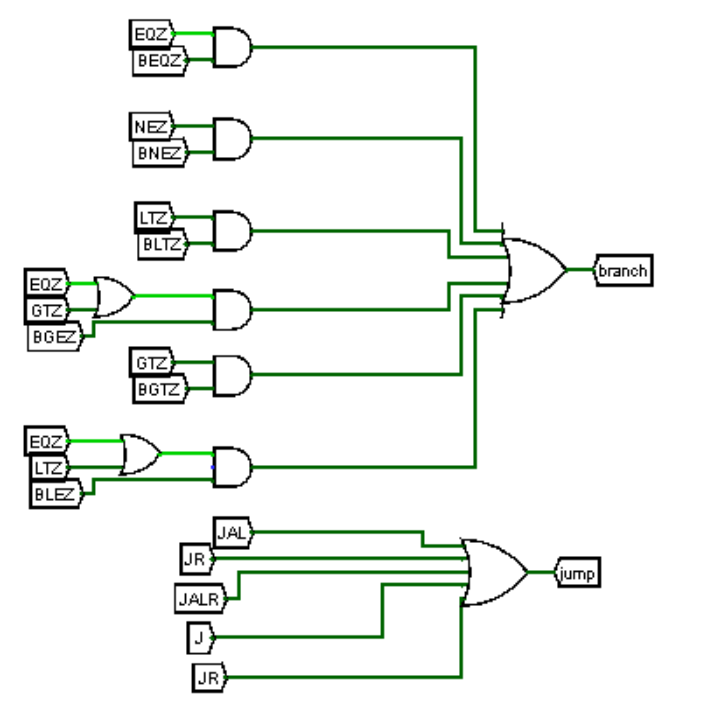 EQZ
BEQZ
NEZ
BNEZ
LTZ
BLTZ
EQZ
GTZ
BGEZ
branch
GTZ
BGTZ
EQZ
LTZ
BLEZ
JAL
JR
JALR
jump
J
JR